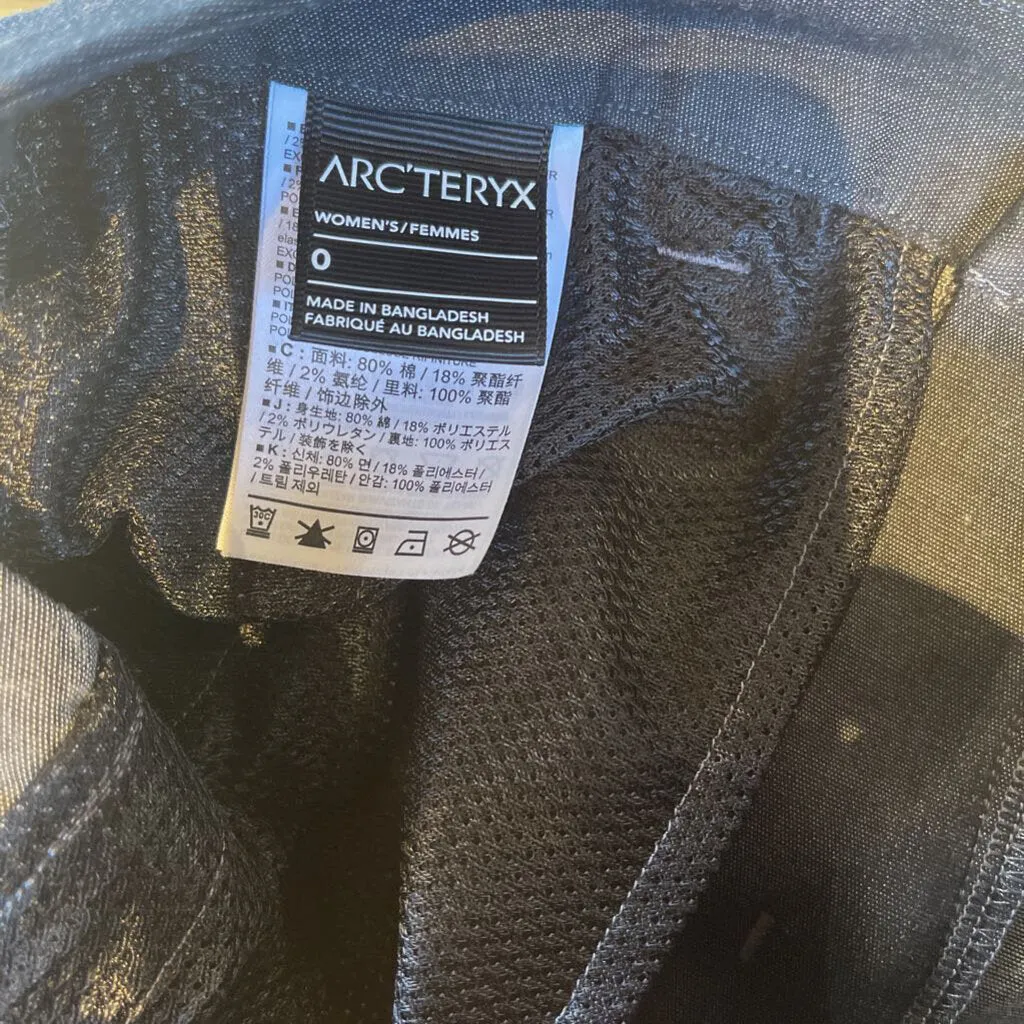 ARC'TERYX
WOMEN'S/FEMMES
0
MADE IN BANGLADESH
FABRIQUÉ AU BANGLADESH
■ C : 面料: 80% 棉 / 18% 聚酯纤
维 / 2% 氨纶 / 里料: 100% 聚酯
纤维 / 饰边除外
■ J : 身生地: 80% 綿 / 18% ポリエステル
/ 2% ポリウレタン / 裏地: 100% ポリエス
テル / 装飾を除く
■ K : 신체: 80% 면 / 18% 폴리에스터 /
2% 폴리우레탄 / 안감: 100% 폴리에스터
/ 트림 제외
30C